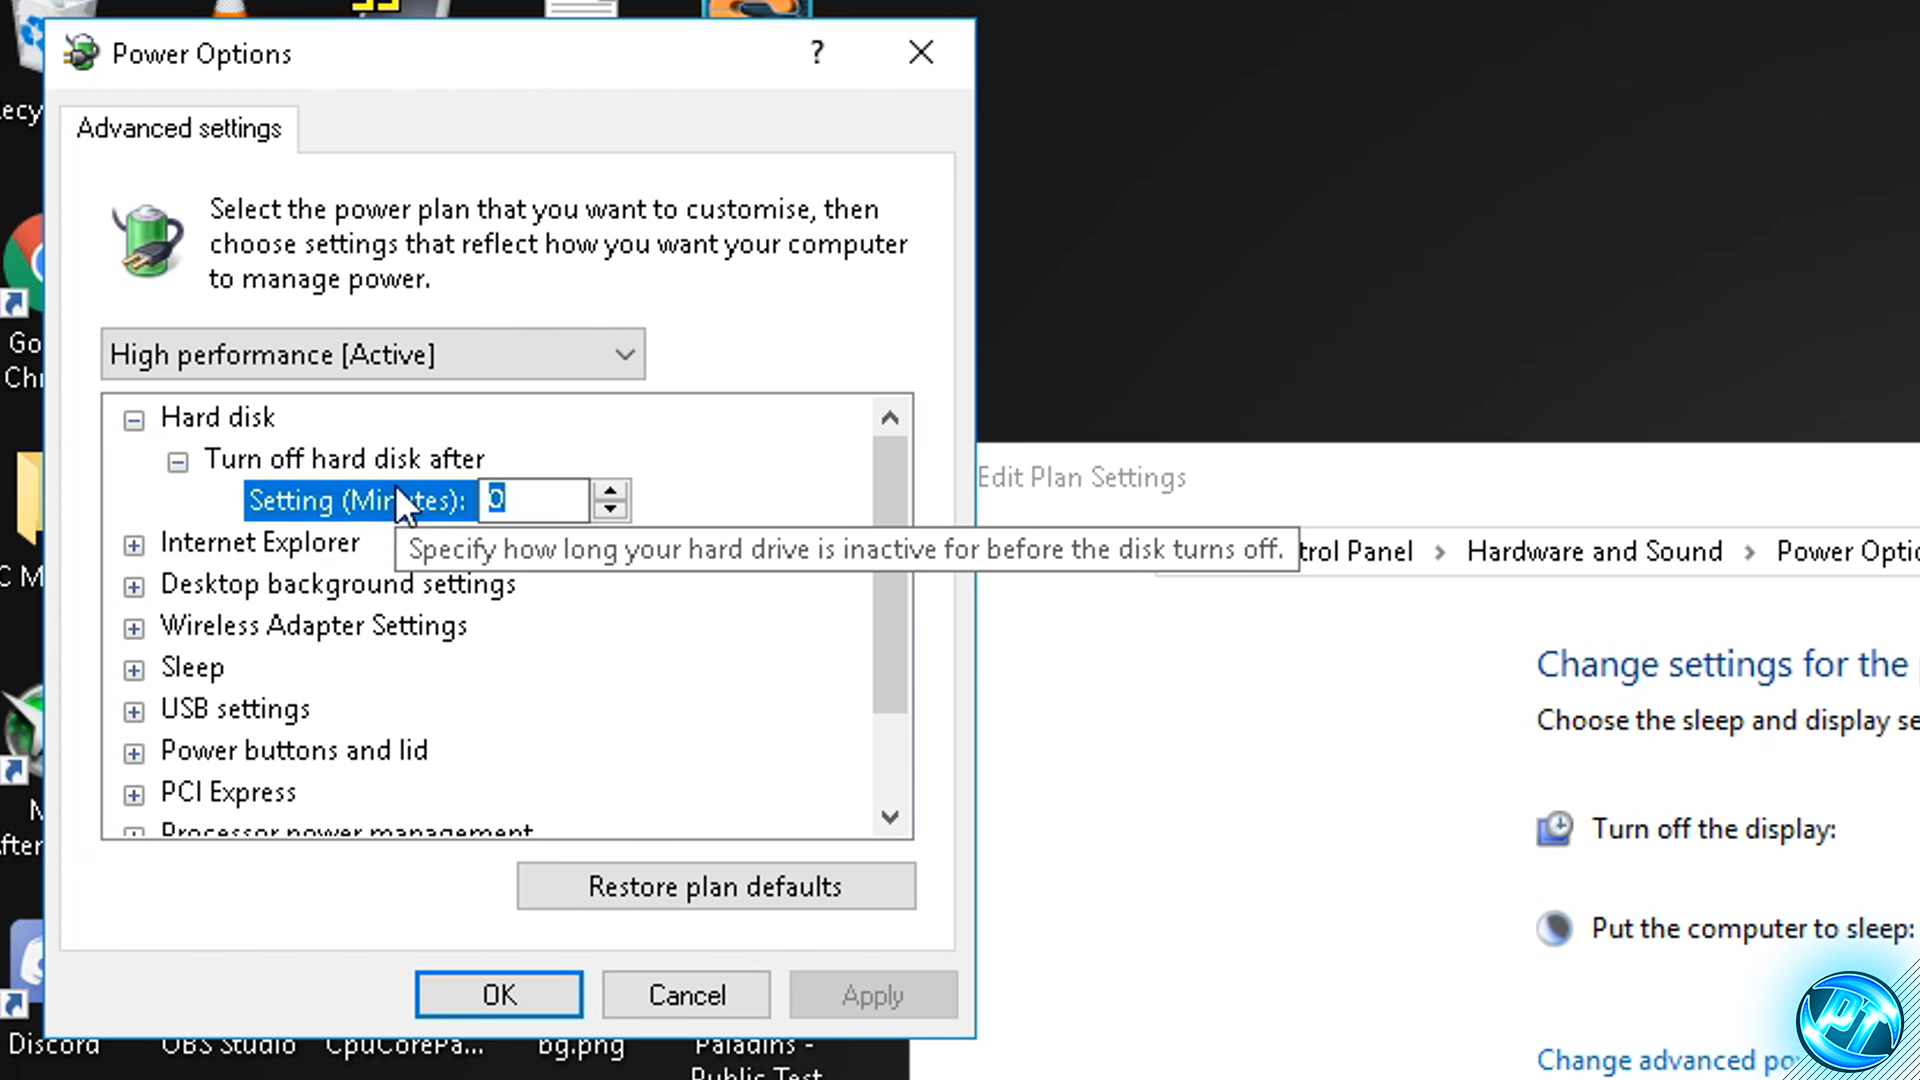 Power Options
?
Advanced settings
Select the power plan that you want to customise, then
choose settings that reflect how you want your computer
to manage power.
High performance [Active]
Hard disk
Turn off hard disk after
Setting (Minutes): 0
Specify how long your hard drive is inactive for before the disk turns off.
Internet Explorer
Desktop background settings
Wireless Adapter Settings
Sleep
USB settings
Power buttons and lid
PCI Express
Processor power management
Restore plan defaults
OK
Cancel
Apply
Edit Plan Settings
trol Panel > Hardware and Sound > Power Optio
Change settings for the
Choose the sleep and display se
Turn off the display:
Put the computer to sleep:
Change advanced po
ecy
Go
Chr
C M
fter
Discord
OBS Studio
CpuCorePa...
bg.png
Paladins -
Public Test
PT